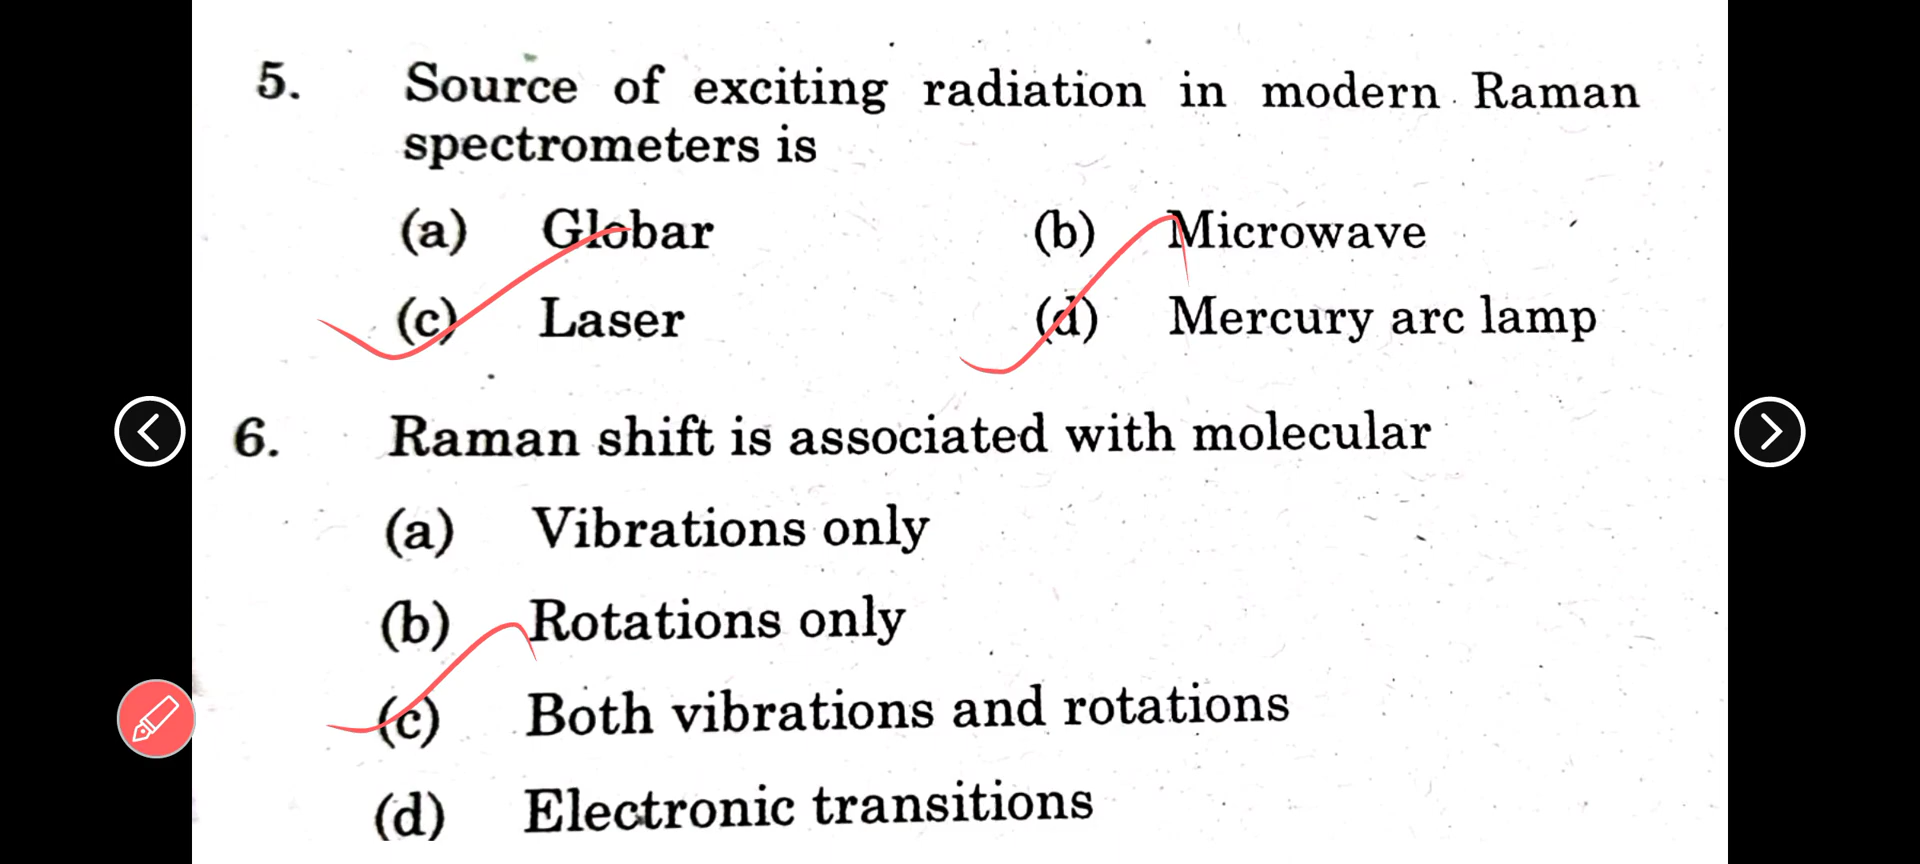 5. Source of exciting radiation in modern Raman
spectrometers is
(a) Globar (b) Microwave
(c) Laser (d) Mercury arc lamp
6. Raman shift is associated with molecular
(a) Vibrations only
(b) Rotations only
(c) Both vibrations and rotations
(d) Electronic transitions